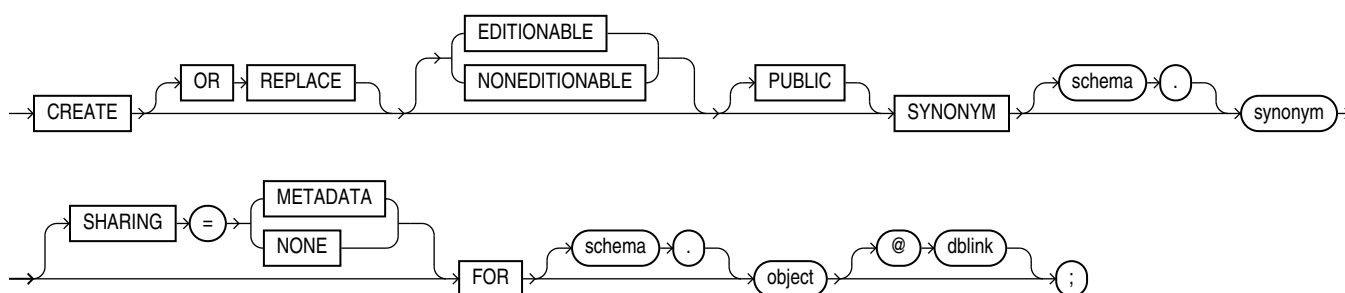 EDITIONABLE
OR REPLACE NONEDITIONABLE PUBLIC schema .
CREATE SYNONYM synonym
METADATA
SHARING = NONE schema . @ dblink
FOR object ;